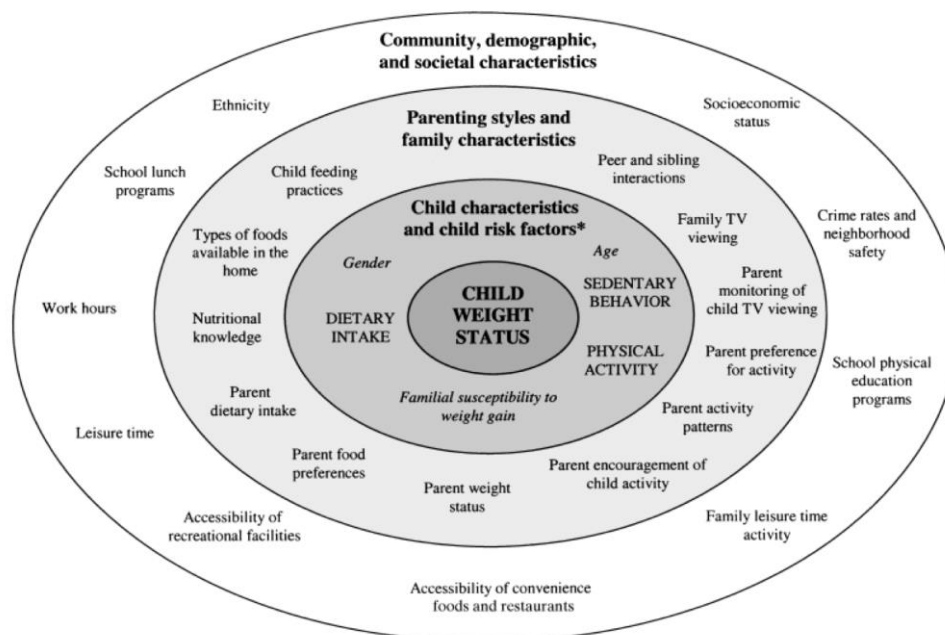 Community, demographic,
and societal characteristics
Ethnicity
Socioeconomic
status
Parenting styles and
family characteristics
School lunch
programs
Child feeding
practices
Peer and sibling
interactions
Child characteristics
and child risk factors*
Types of foods
available in the
home
Family TV
viewing
Crime rates and
neighborhood
safety
Gender
Age
SEDENTARY
BEHAVIOR
Parent
monitoring of
child TV viewing
CHILD
WEIGHT
STATUS
Work hours
Nutritional
knowledge
DIETARY
INTAKE
PHYSICAL
ACTIVITY
Parent preference
for activity
School physical
education
programs
Parent
dietary intake
Familial susceptibility to
weight gain
Parent activity
patterns
Leisure time
Parent food
preferences
Parent weight
status
Parent encouragement of
child activity
Accessibility of
recreational facilities
Family leisure time
activity
Accessibility of convenience
foods and restaurants